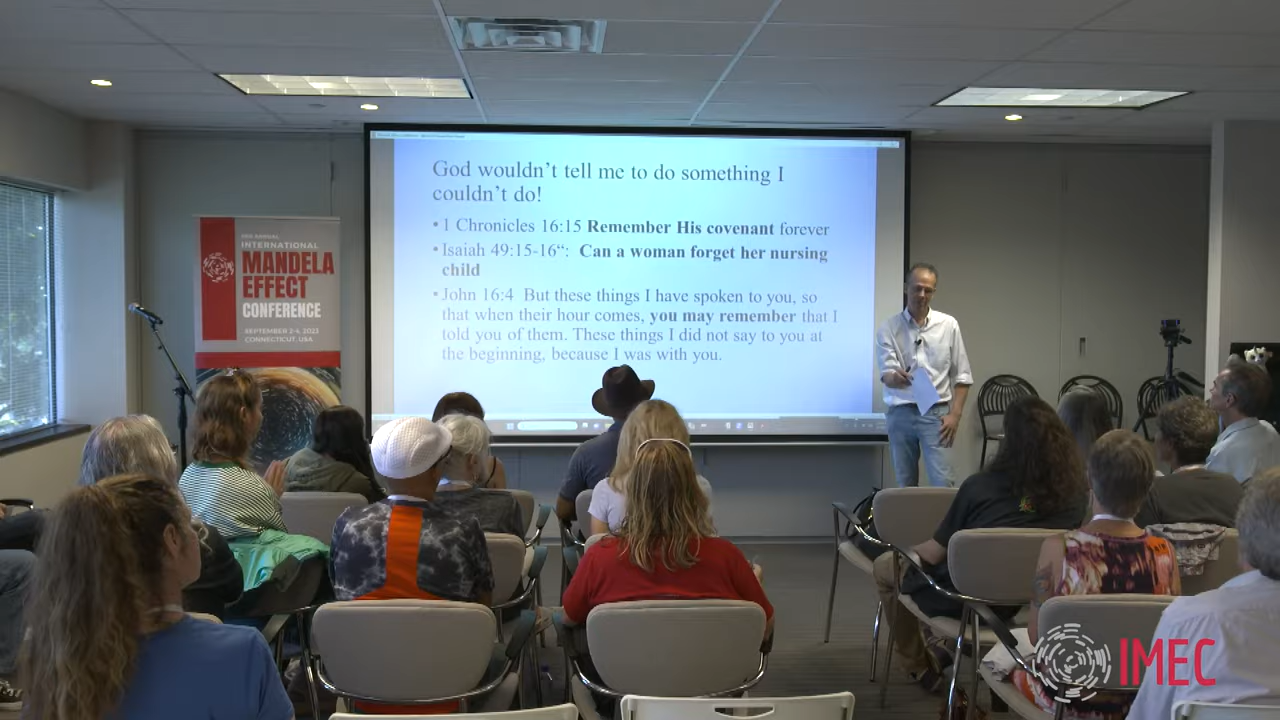 God wouldn't tell me to do something I
couldn't do!
• 1 Chronicles 16:15 Remember His covenant forever
• Isaiah 49:15-16“: Can a woman forget her nursing
child
• John 16:4 But these things I have spoken to you, so
that when their hour comes, you may remember that I
told you of them. These things I did not say to you at
the beginning, because I was with you.
INTERNATIONAL
MANDELA
EFFECT
CONFERENCE
SEPTEMBER 2-4, 2023
CONNECTICUT, USA
IMEC